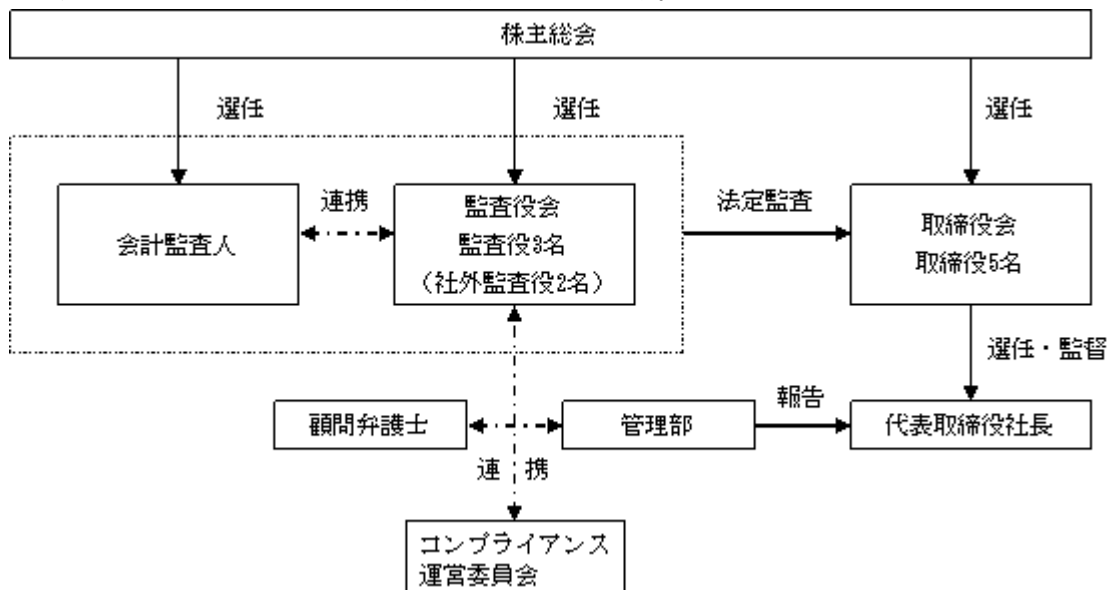 株主総会
選任
選任
選任
会計監査人
連携
監査役会
監査役3名
(社外監査役2名)
法定監査
取締役会
取締役5名
選任・監督
顧問弁護士
管理部
報告
代表取締役社長
連 携
コンプライアンス
運営委員会